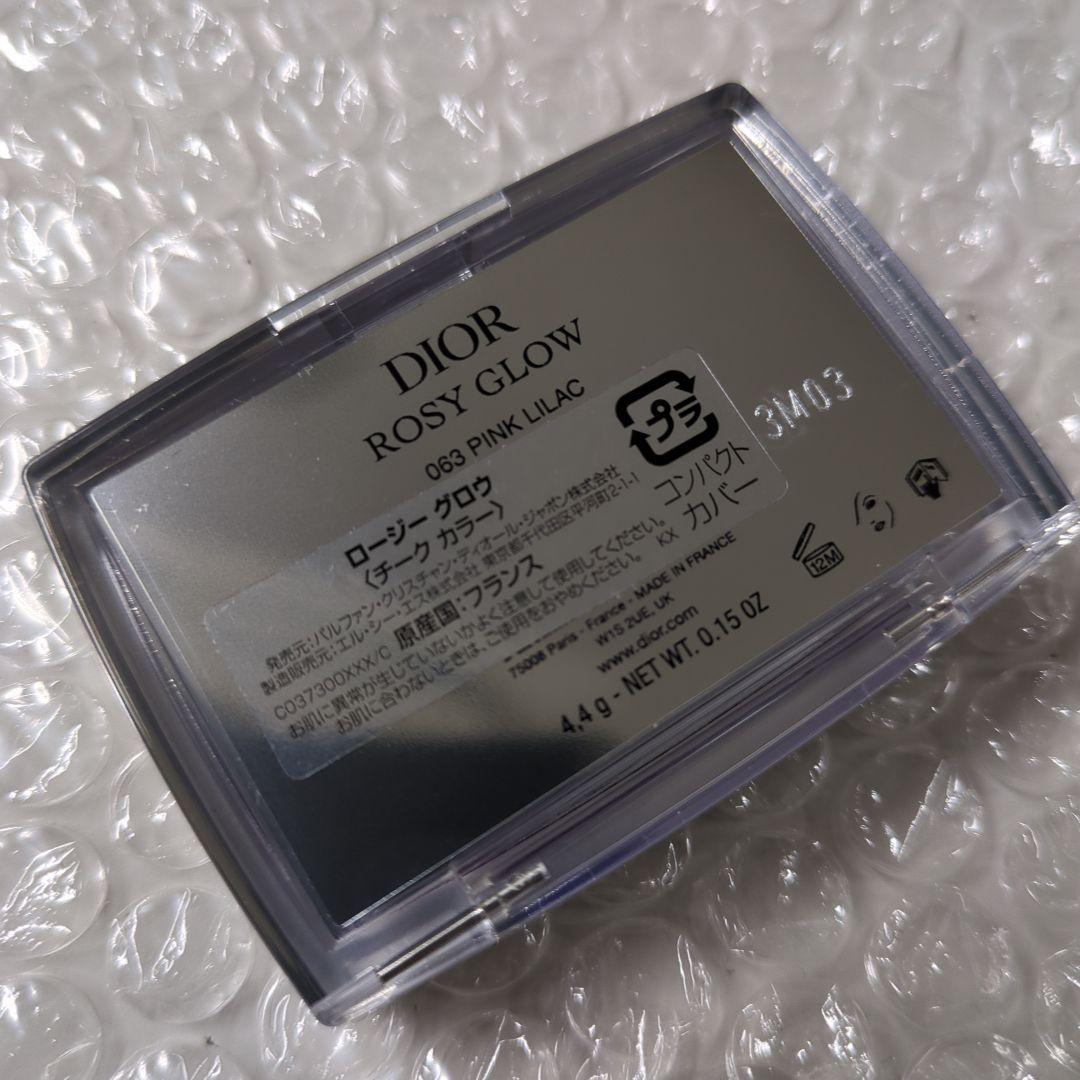 DIOR
ROSY GLOW
063 PINK LILAC
ロージー グロウ
〈チーク カラー〉
発売元:パルファン・クリスチャン・ディオール・ジャポン株式会社
製造販売元:エル・シー・エス株式会社 東京都千代田区平河町2-1-1
C037300XXX/C 原産国:フランス
お肌に異常が生じていないかよく注意して使用してください。
お肌に合わないときは、ご使用をおやめください。 KX
プラ
コンパクト
カバー
3M03
12M
75008 Paris - France - MADE IN FRANCE
W1S 2UE, UK
www.dior.com
4,4 g - NET WT. 0.15 OZ